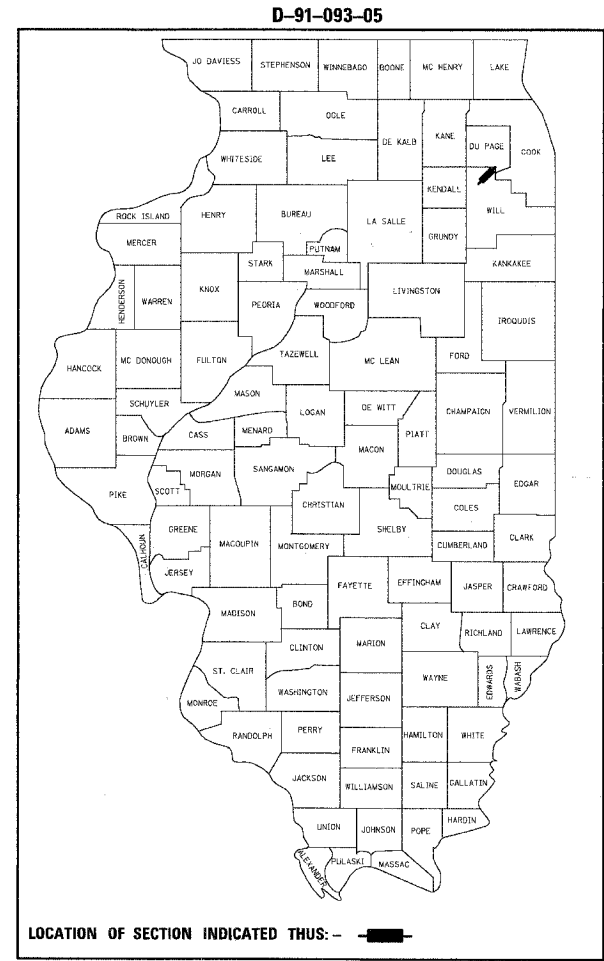 D-91-093-05
JO DAVIESS STEPHENSON WINNEBAGO BOONE MC HENRY LAKE
CARROLL OGLE
DE KALB KANE DU PAGE COOK
WHITESIDE LEE
KENDALL
ROCK ISLAND HENRY BUREAU LA SALLE WILL
MERCER PUTNAM GRUNDY
STARK MARSHALL KANKAKEE
HENDERSON WARREN KNOX PEORIA WOODFORD LIVINGSTON IROQUOIS
HANCOCK MC DONOUGH FULTON TAZEWELL MC LEAN FORD
SCHUYLER MASON LOGAN DE WITT CHAMPAIGN VERMILION
ADAMS BROWN CASS MENARD PIATT
MACON
PIKE SCOTT MORGAN SANGAMON MOULTRIE DOUGLAS EDGAR
CHRISTIAN COLES
CALHOUN GREENE MACOUPIN MONTGOMERY SHELBY CUMBERLAND CLARK
JERSEY FAYETTE EFFINGHAM JASPER CRAWFORD
MADISON BOND
CLAY RICHLAND LAWRENCE
CLINTON MARION
ST. CLAIR WAYNE EDWARDS WABASH
WASHINGTON
MONROE JEFFERSON
RANDOLPH PERRY HAMILTON WHITE
FRANKLIN
JACKSON WILLIAMSON SALINE GALLATIN
UNION JOHNSON POPE HARDIN
ALEXANDER PULASKI MASSAC
LOCATION OF SECTION INDICATED THUS: -